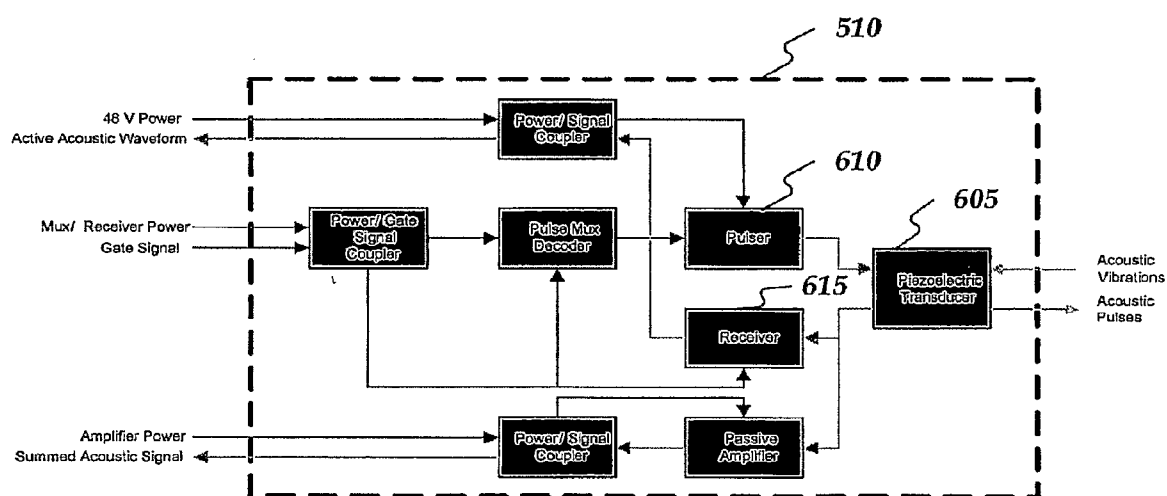 510
48 V Power
Active Acoustic Waveform
Power/ Signal
Coupler
610
605
Mux/ Receiver Power
Gate Signal
Power/ Gate
Signal
Coupler
Pulse Mux
Decoder
Pulser
Piezoelectric
Transducer
Acoustic
Vibrations
Acoustic
Pulses
615
Receiver
Amplifier Power
Summed Acoustic Signal
Power/ Signal
Coupler
Passive
Amplifier